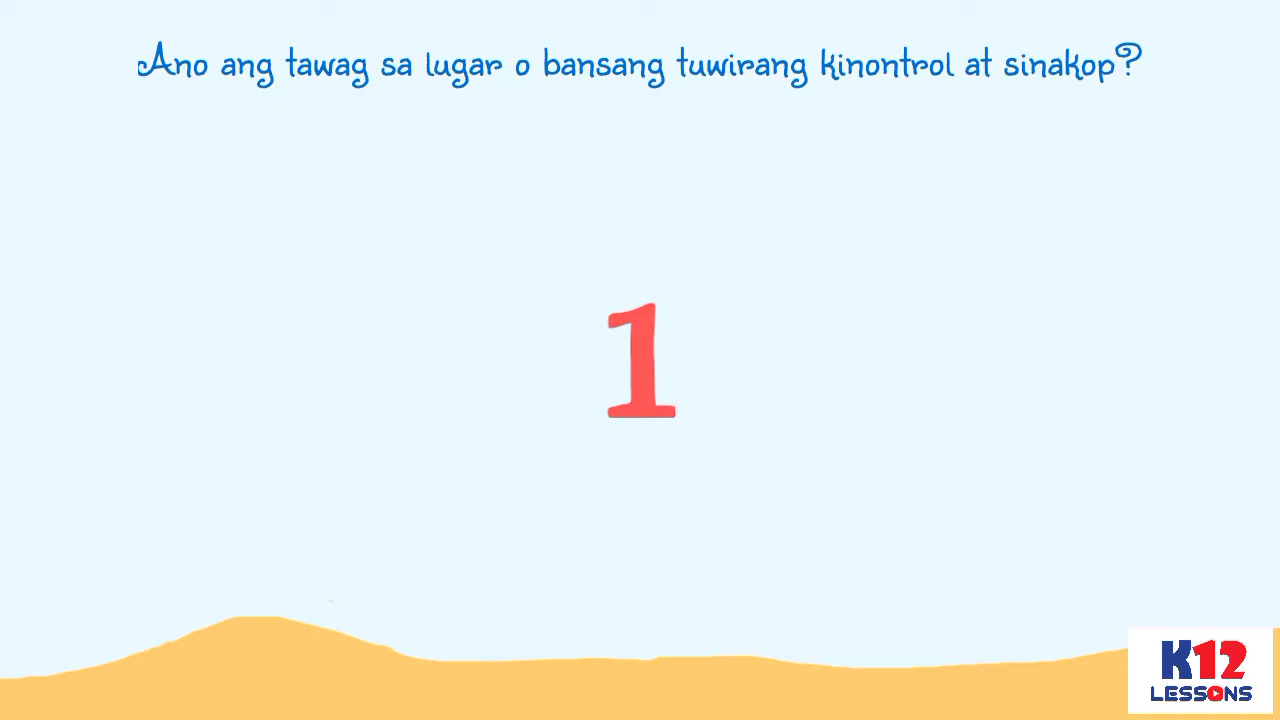 Ano ang tawag sa lugar o bansang tuwirang kinontrol at sinakop?
1
K12
LESSONS